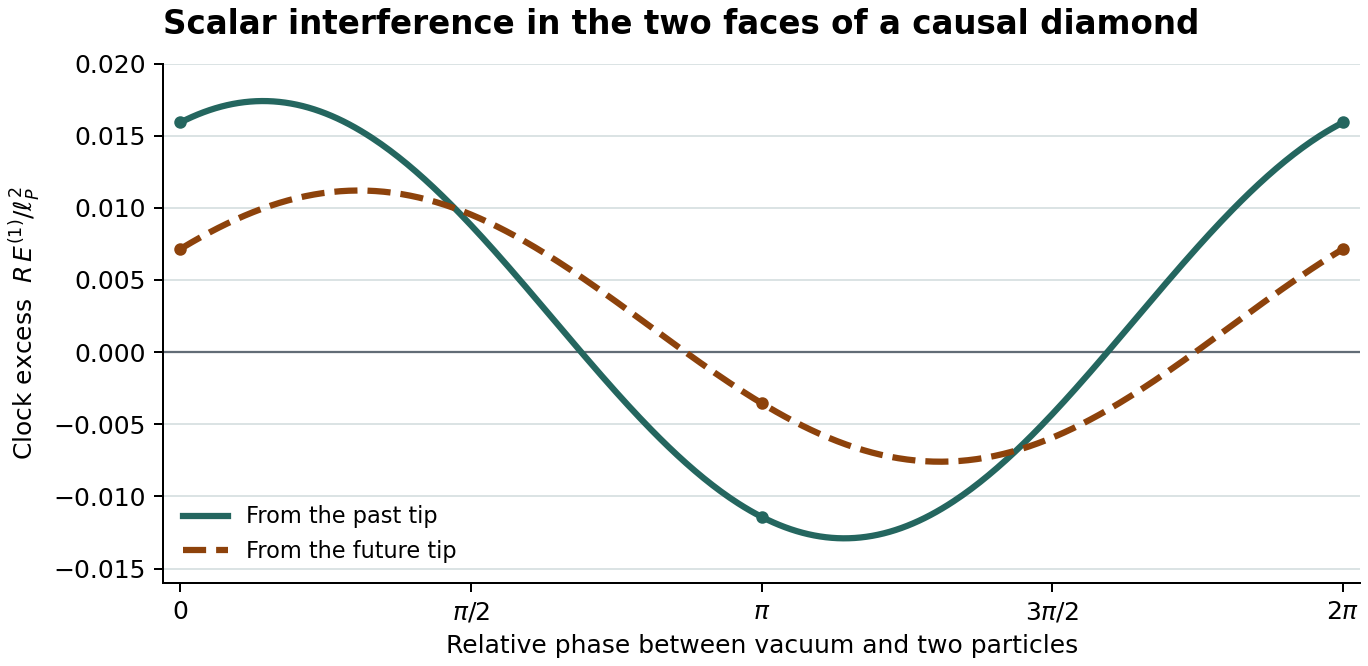 Scalar interference in the two faces of a causal diamond
Clock excess R E^{(1)}/ℓ_P^2
0.020
0.015
0.010
0.005
0.000
−0.005
−0.010
−0.015
From the past tip
From the future tip
0 π/2 π 3π/2 2π
Relative phase between vacuum and two particles